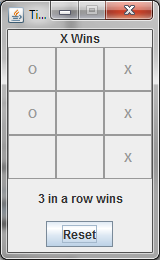 Ti...
X Wins
O X
O X
X
3 in a row wins
Reset